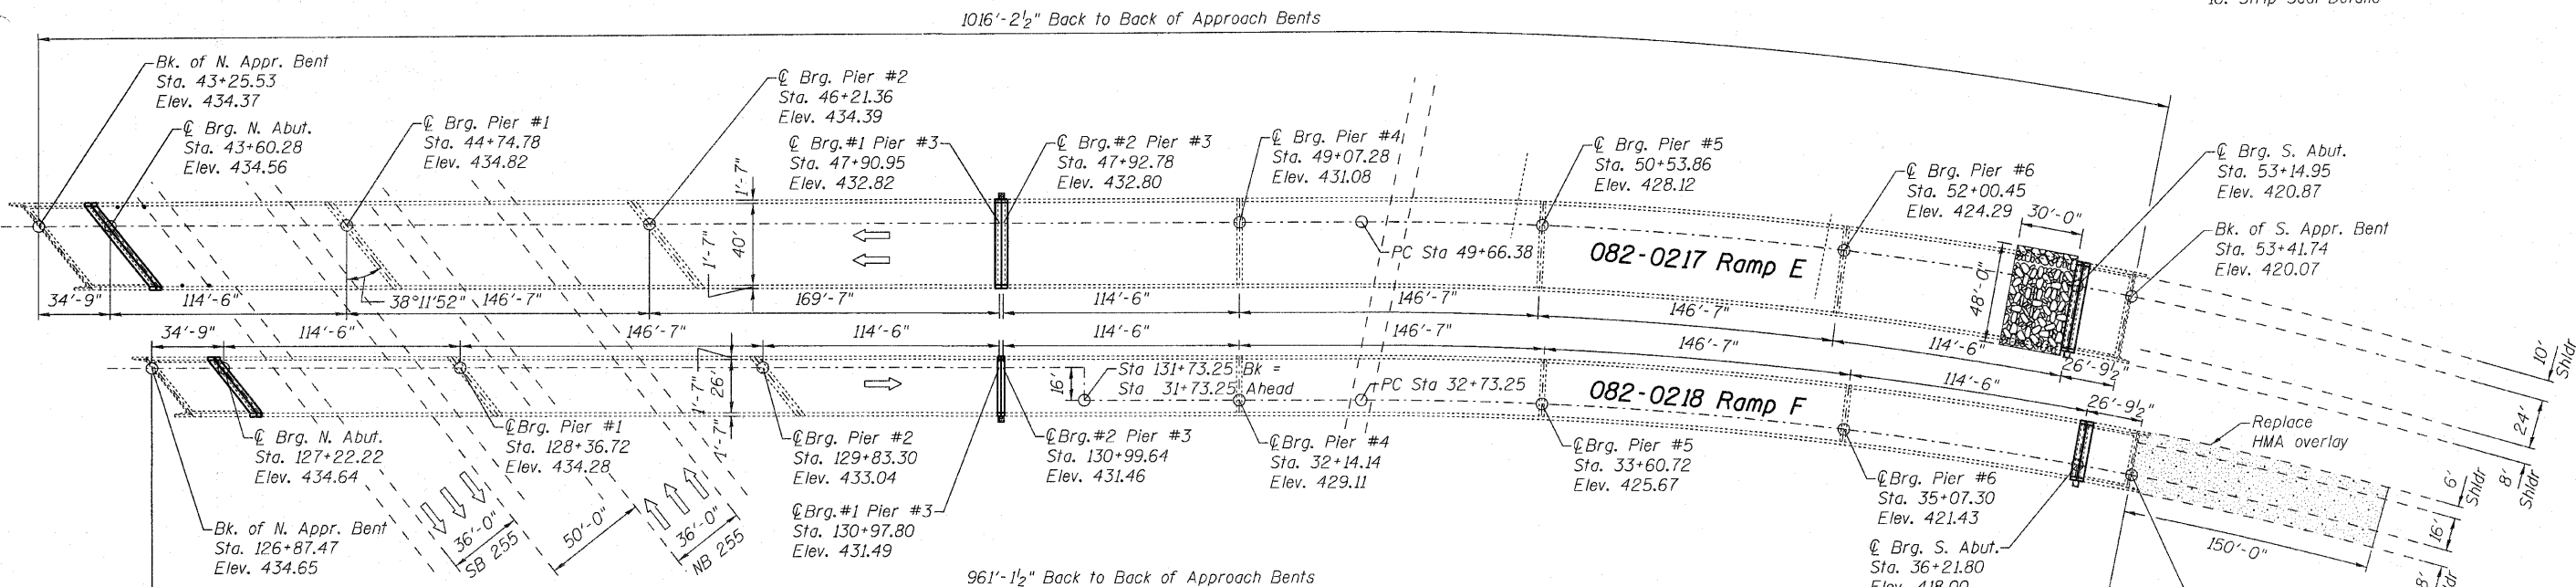 1016'-2½" Back to Back of Approach Bents
Bk. of N. Appr. Bent
Sta. 43+25.53
Elev. 434.37
℄ Brg. N. Abut.
Sta. 43+60.28
Elev. 434.56
℄ Brg. Pier #1
Sta. 44+74.78
Elev. 434.82
℄ Brg. Pier #2
Sta. 46+21.36
Elev. 434.39
℄ Brg.#1 Pier #3
Sta. 47+90.95
Elev. 432.82
℄ Brg.#2 Pier #3
Sta. 47+92.78
Elev. 432.80
℄ Brg. Pier #4
Sta. 49+07.28
Elev. 431.08
℄ Brg. Pier #5
Sta. 50+53.86
Elev. 428.12
℄ Brg. Pier #6
Sta. 52+00.45
Elev. 424.29
℄ Brg. S. Abut.
Sta. 53+14.95
Elev. 420.87
Bk. of S. Appr. Bent
Sta. 53+41.74
Elev. 420.07
30'-0"
48'-0"
1'-7"
40'
1'-7"
PC Sta 49+66.38
082-0217 Ramp E
34'-9"
114'-6"
38°11'52"
146'-7"
169'-7"
114'-6"
146'-7"
146'-7"
114'-6"
26'-9½"
34'-9"
114'-6"
146'-7"
114'-6"
114'-6"
146'-7"
146'-7"
114'-6"
26'-9½"
1'-7"
26'
1'-7"
16'
Sta 131+73.25 Bk =
Sta 31+73.25 Ahead
PC Sta 32+73.25
082-0218 Ramp F
10'
Shldr
24'
8'
Shldr
6'
Shldr
16'
8'
Replace
HMA overlay
150'-0"
℄ Brg. N. Abut.
Sta. 127+22.22
Elev. 434.64
Bk. of N. Appr. Bent
Sta. 126+87.47
Elev. 434.65
℄ Brg. Pier #1
Sta. 128+36.72
Elev. 434.28
36'-0"
SB 255
50'-0"
36'-0"
NB 255
℄ Brg. Pier #2
Sta. 129+83.30
Elev. 433.04
℄ Brg.#1 Pier #3
Sta. 130+97.80
Elev. 431.49
℄ Brg.#2 Pier #3
Sta. 130+99.64
Elev. 431.46
℄ Brg. Pier #4
Sta. 32+14.14
Elev. 429.11
℄ Brg. Pier #5
Sta. 33+60.72
Elev. 425.67
℄ Brg. Pier #6
Sta. 35+07.30
Elev. 421.43
℄ Brg. S. Abut.
Sta. 36+21.80
Elev. 418.00
961'-1½" Back to Back of Approach Bents